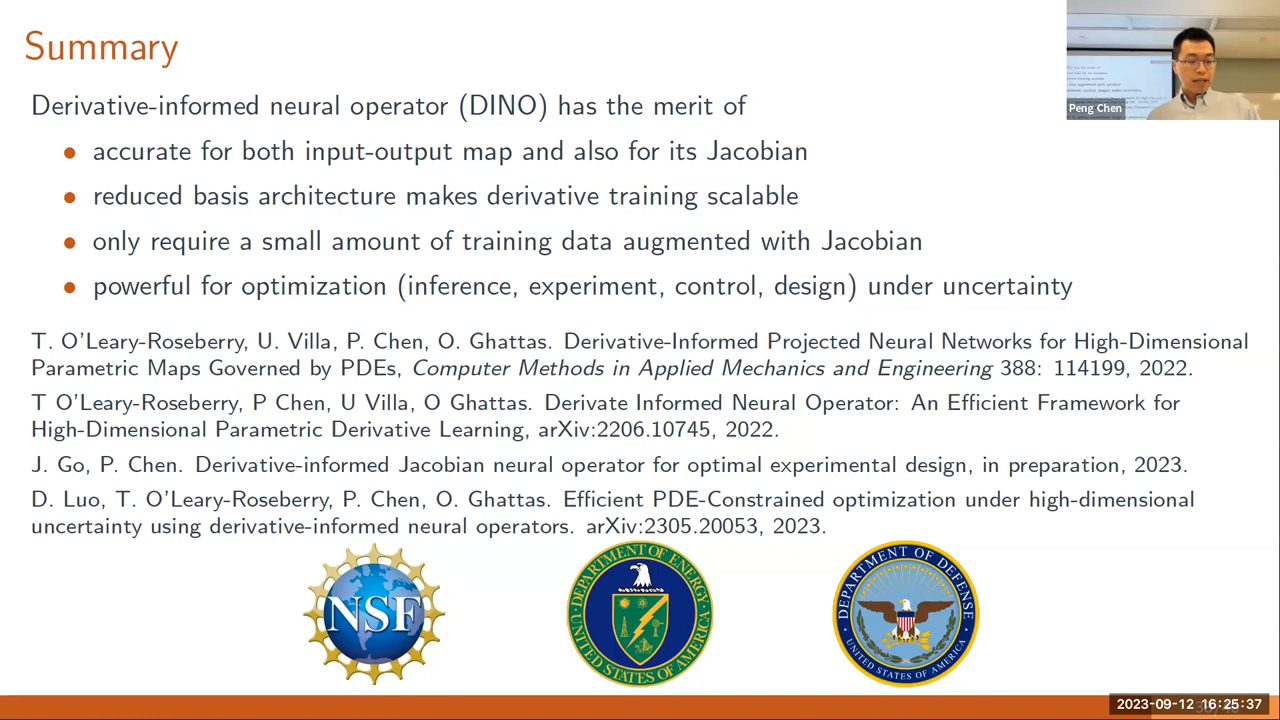 Summary
Derivative-informed neural operator (DINO) has the merit of
• accurate for both input-output map and also for its Jacobian
• reduced basis architecture makes derivative training scalable
• only require a small amount of training data augmented with Jacobian
• powerful for optimization (inference, experiment, control, design) under uncertainty
T. O'Leary-Roseberry, U. Villa, P. Chen, O. Ghattas. Derivative-Informed Projected Neural Networks for High-Dimensional
Parametric Maps Governed by PDEs, Computer Methods in Applied Mechanics and Engineering 388: 114199, 2022.
T O'Leary-Roseberry, P Chen, U Villa, O Ghattas. Derivate Informed Neural Operator: An Efficient Framework for
High-Dimensional Parametric Derivative Learning, arXiv:2206.10745, 2022.
J. Go, P. Chen. Derivative-informed Jacobian neural operator for optimal experimental design, in preparation, 2023.
D. Luo, T. O'Leary-Roseberry, P. Chen, O. Ghattas. Efficient PDE-Constrained optimization under high-dimensional
uncertainty using derivative-informed neural operators. arXiv:2305.20053, 2023.
NSF
DEPARTMENT OF ENERGY
UNITED STATES OF AMERICA
DEPARTMENT OF DEFENSE
UNITED STATES OF AMERICA
Peng Chen
2023-09-12 16:25:37